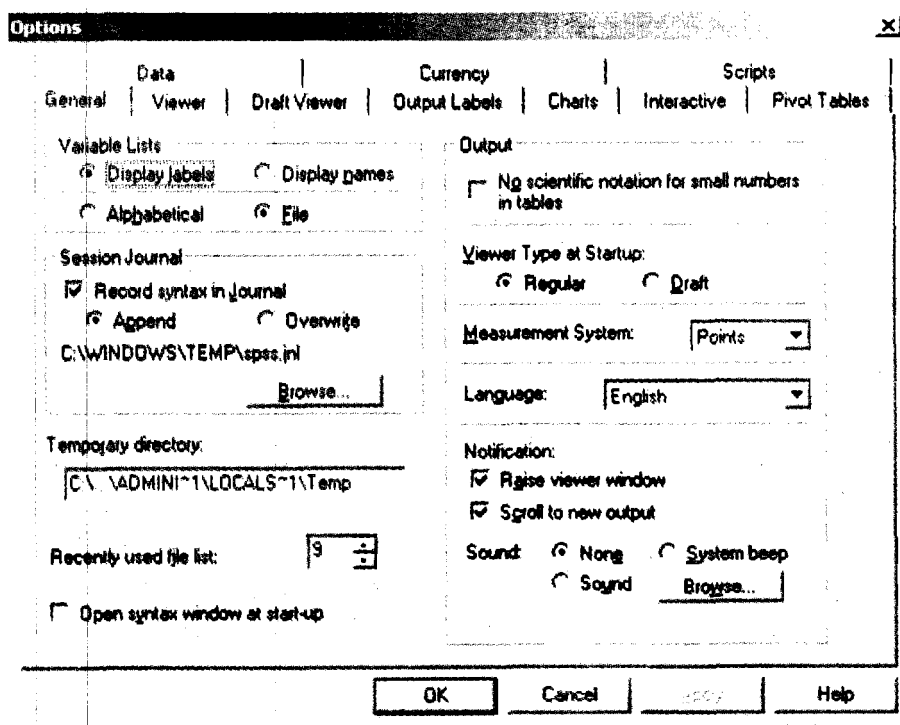 Options
Data Currency Scripts
General Viewer Draft Viewer Output Labels Charts Interactive Pivot Tables
Variable Lists
Display labels Display names
Alphabetical File
Session Journal
Record syntax in Journal
Append Overwrite
C:\WINDOWS\TEMP\spss.jnl
Browse...
Temporary directory:
C:\...\ADMINI~1\LOCALS~1\Temp
Recently used file list: 9
Open syntax window at start-up
Output
No scientific notation for small numbers
in tables
Viewer Type at Startup:
Regular Draft
Measurement System: Points
Language: English
Notification:
Raise viewer window
Scroll to new output
Sound: None System beep
Sound Browse...
OK Cancel Apply Help